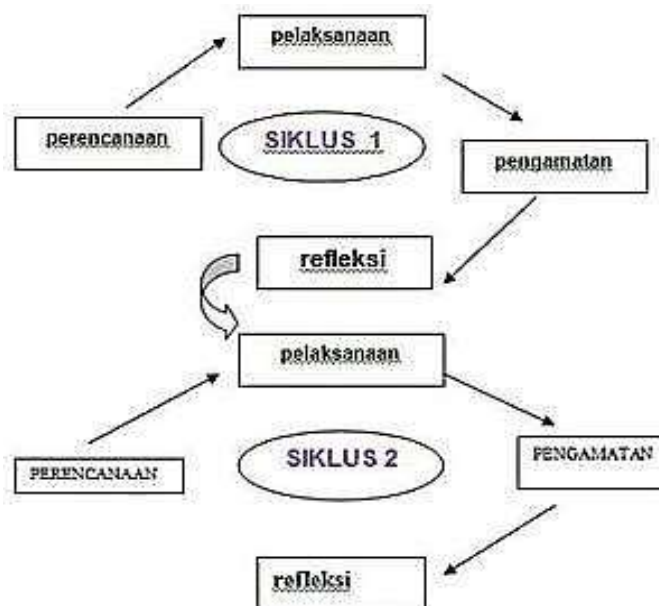 pelaksanaan
perencanaan
SIKLUS 1
pengamatan
refleksi
pelaksanaan
PERENCANAAN
SIKLUS 2
PENGAMATAN
refleksi